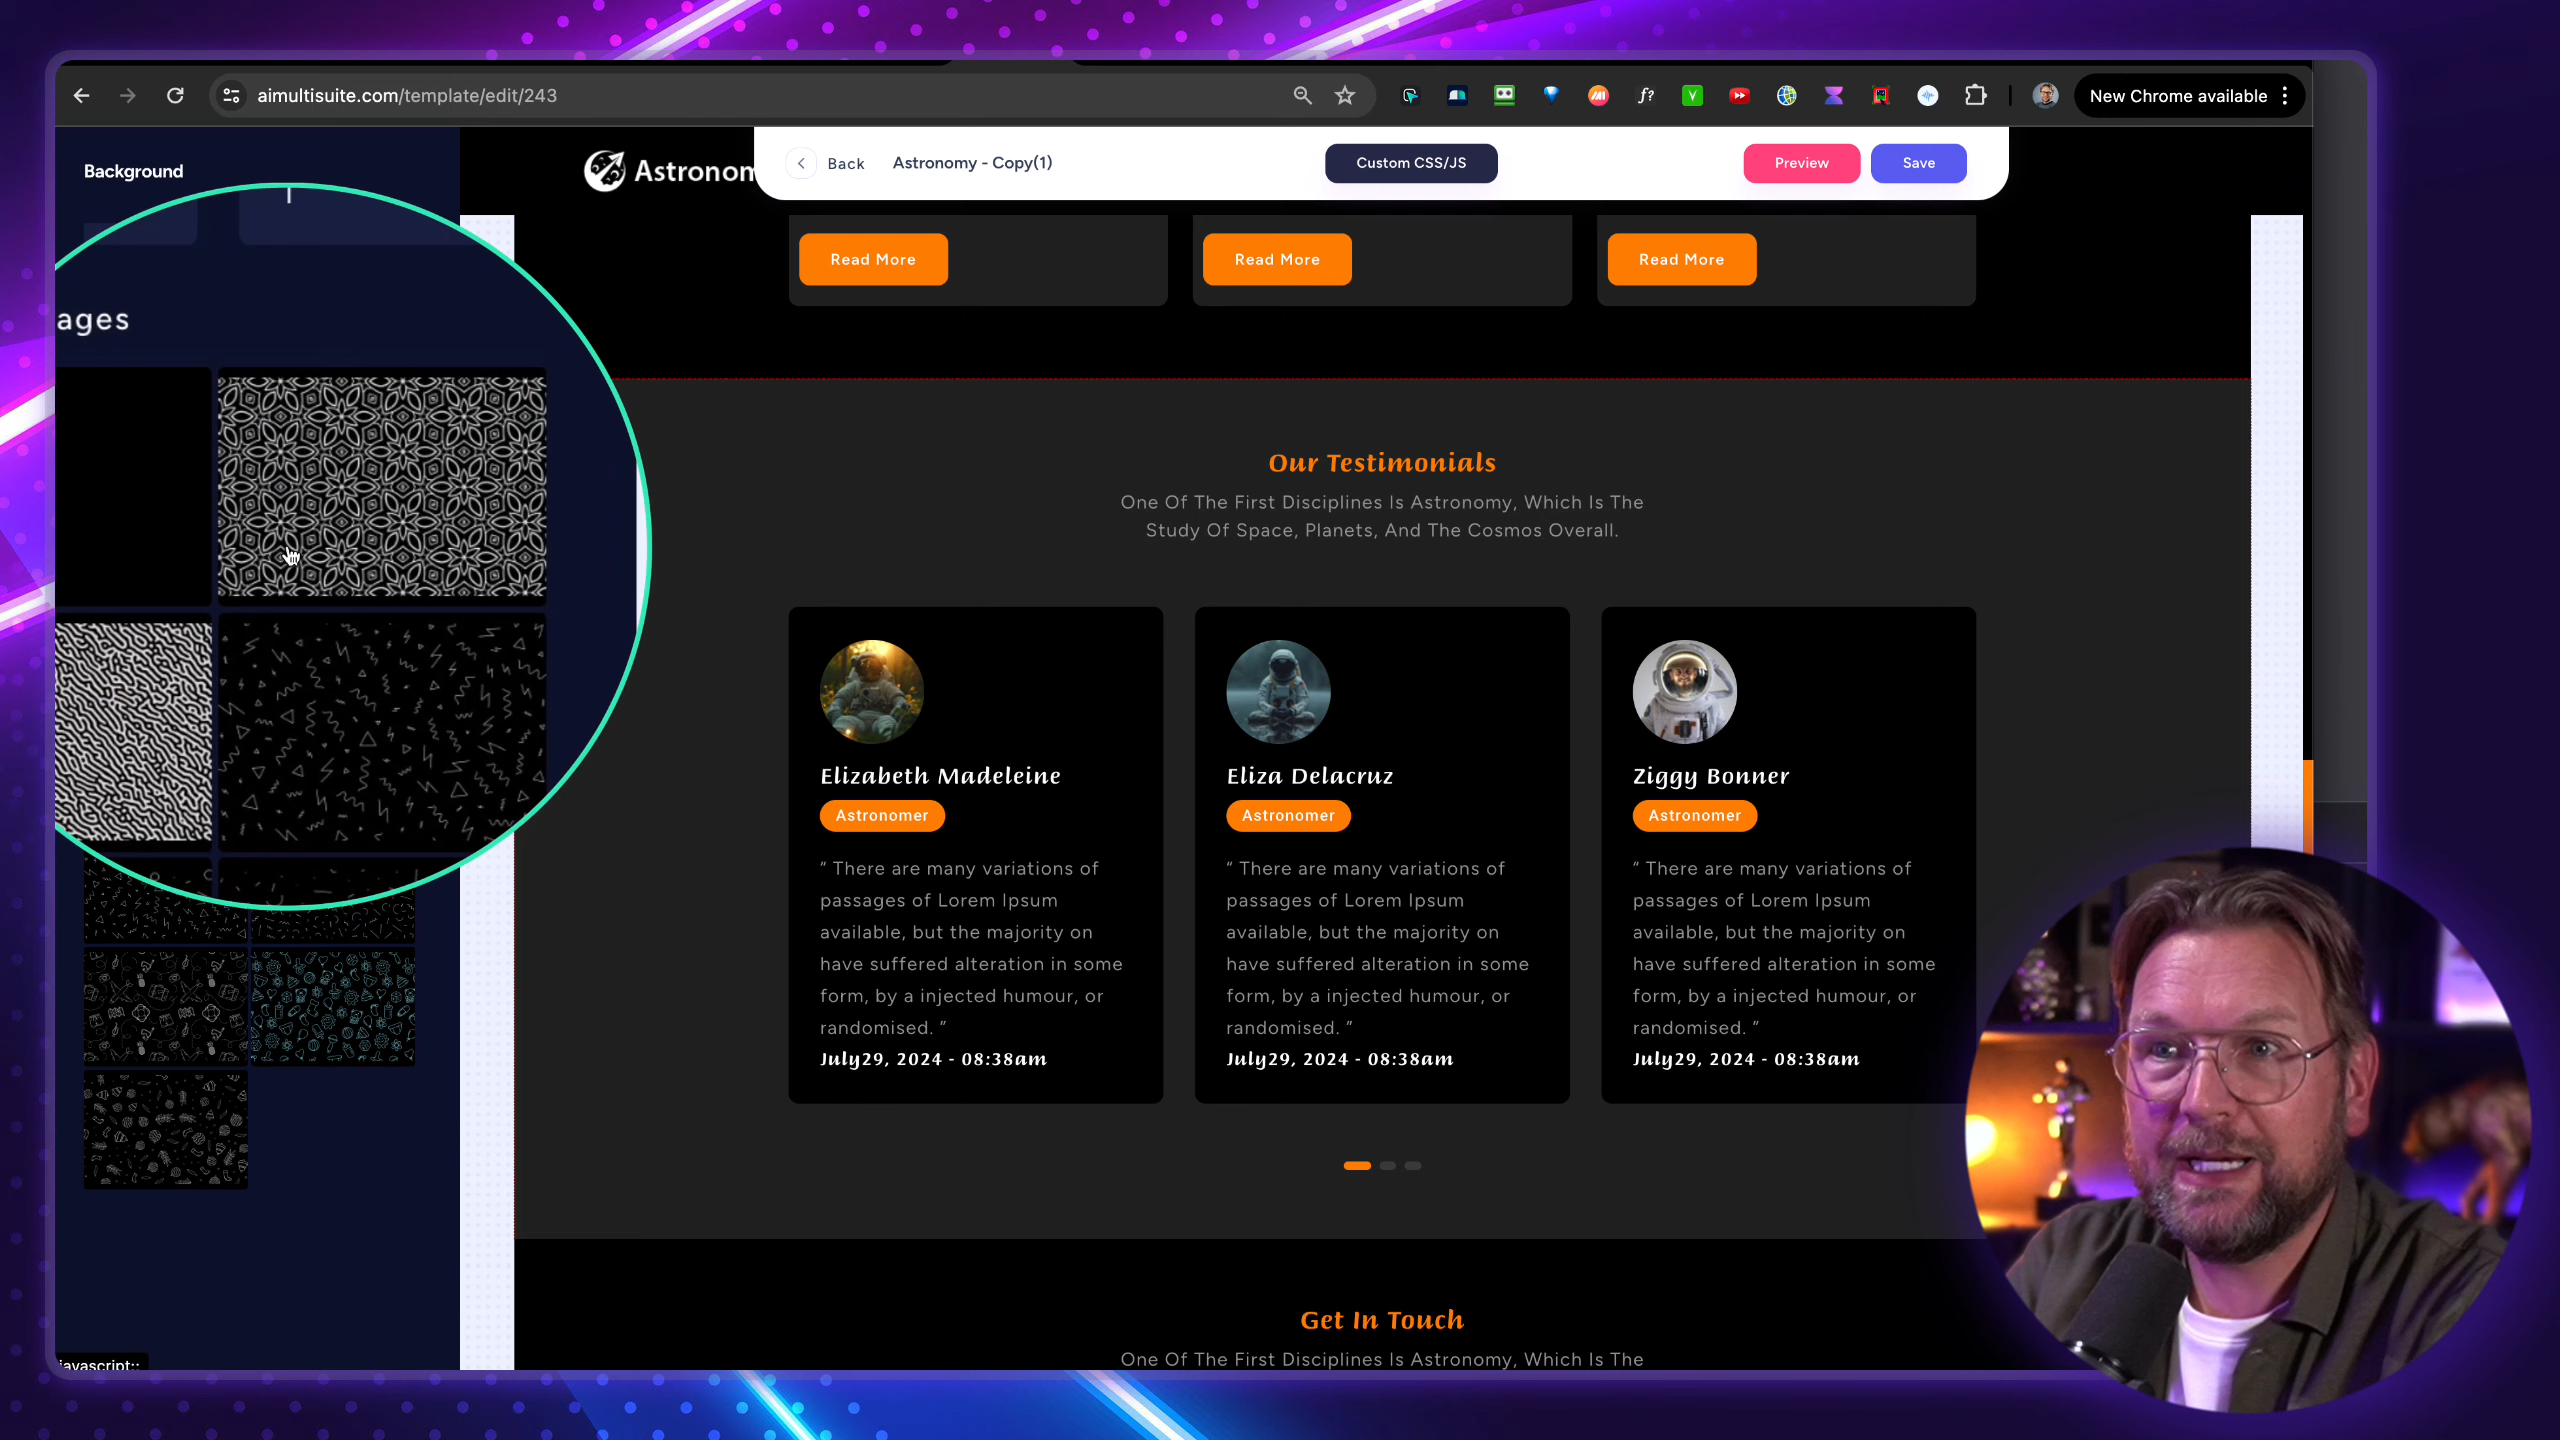 aimultisuite.com/template/edit/243
New Chrome available
Background
Astronom
Back
Astronomy - Copy(1)
Custom CSS/JS
Preview
Save
ages
Read More
Read More
Read More
Our Testimonials
One Of The First Disciplines Is Astronomy, Which Is The
Study Of Space, Planets, And The Cosmos Overall.
Elizabeth Madeleine
Astronomer
" There are many variations of
passages of Lorem Ipsum
available, but the majority on
have suffered alteration in some
form, by a injected humour, or
randomised. "
July29, 2024 - 08:38am
Eliza Delacruz
Astronomer
" There are many variations of
passages of Lorem Ipsum
available, but the majority on
have suffered alteration in some
form, by a injected humour, or
randomised. "
July29, 2024 - 08:38am
Ziggy Bonner
Astronomer
" There are many variations of
passages of Lorem Ipsum
available, but the majority on
have suffered alteration in some
form, by a injected humour, or
randomised. "
July29, 2024 - 08:38am
Get In Touch
One Of The First Disciplines Is Astronomy, Which Is The
javascript:;